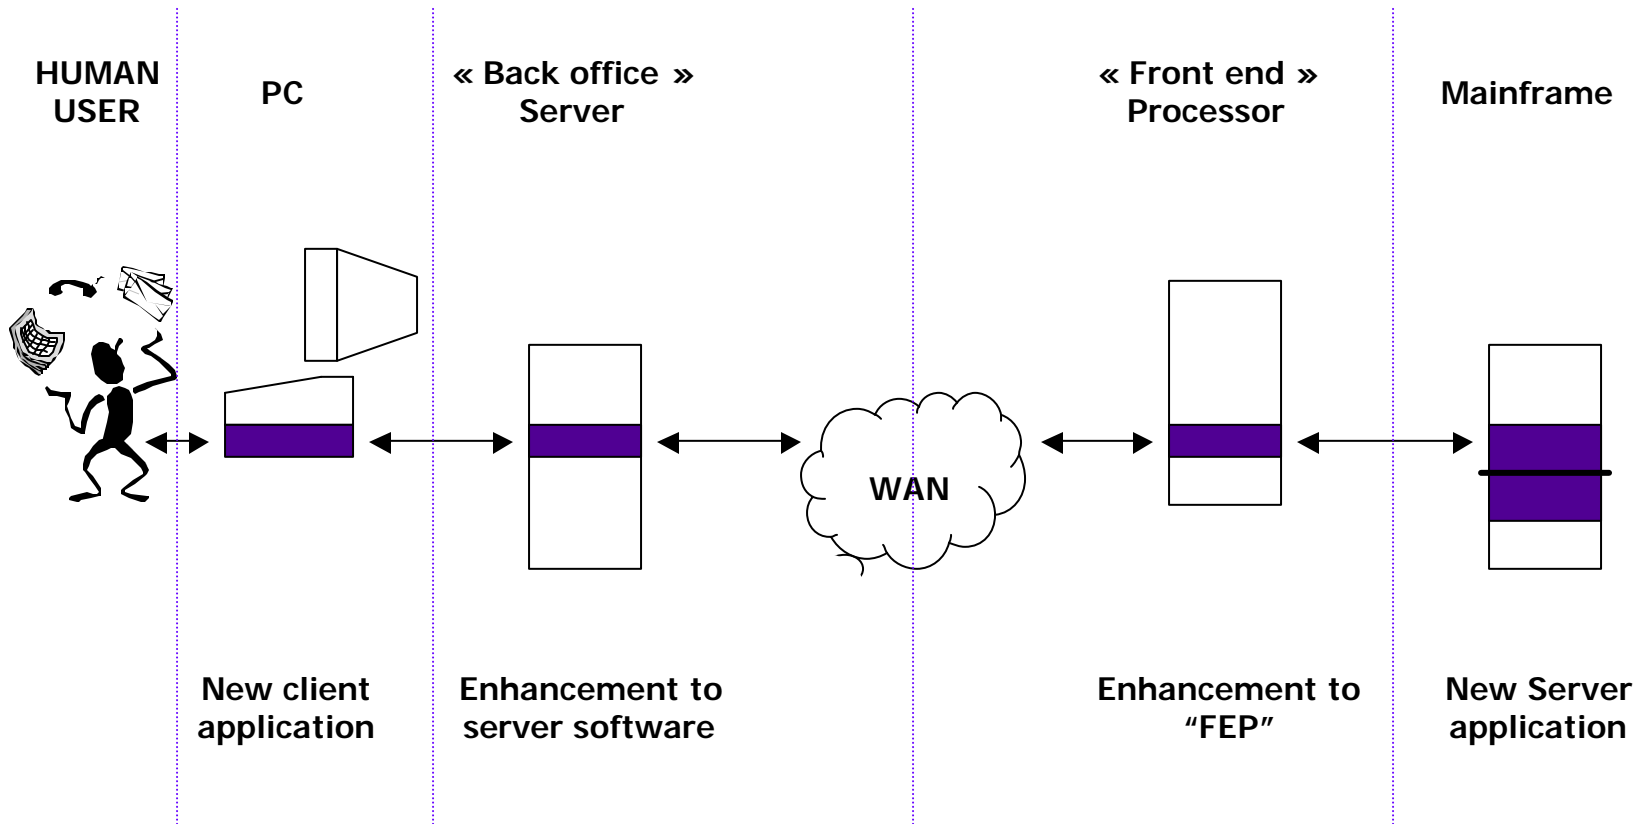 HUMAN
USER
PC
« Back office »
Server
« Front end »
Processor
Mainframe
WAN
New client
application
Enhancement to
server software
Enhancement to
“FEP”
New Server
application